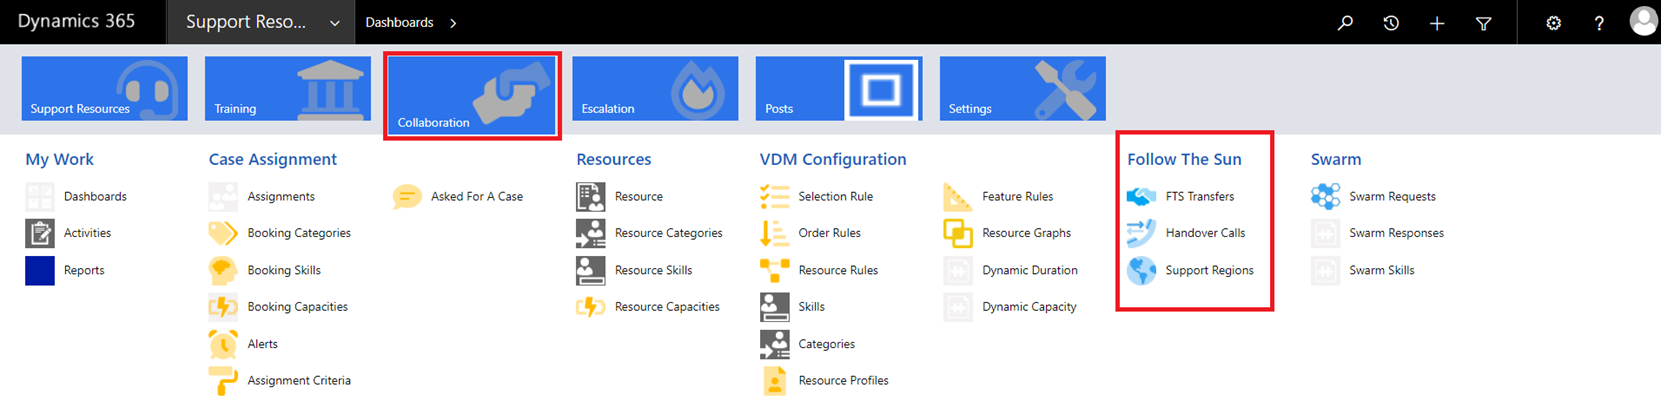 Dynamics 365
Support Reso...
Dashboards
?
Support Resources
Training
Collaboration
Escalation
Posts
Settings
My Work
Dashboards
Activities
Reports
Case Assignment
Assignments
Booking Categories
Booking Skills
Booking Capacities
Alerts
Assignment Criteria
Asked For A Case
Resources
Resource
Resource Categories
Resource Skills
Resource Capacities
VDM Configuration
Selection Rule
Order Rules
Resource Rules
Skills
Categories
Resource Profiles
Feature Rules
Resource Graphs
Dynamic Duration
Dynamic Capacity
Follow The Sun
FTS Transfers
Handover Calls
Support Regions
Swarm
Swarm Requests
Swarm Responses
Swarm Skills